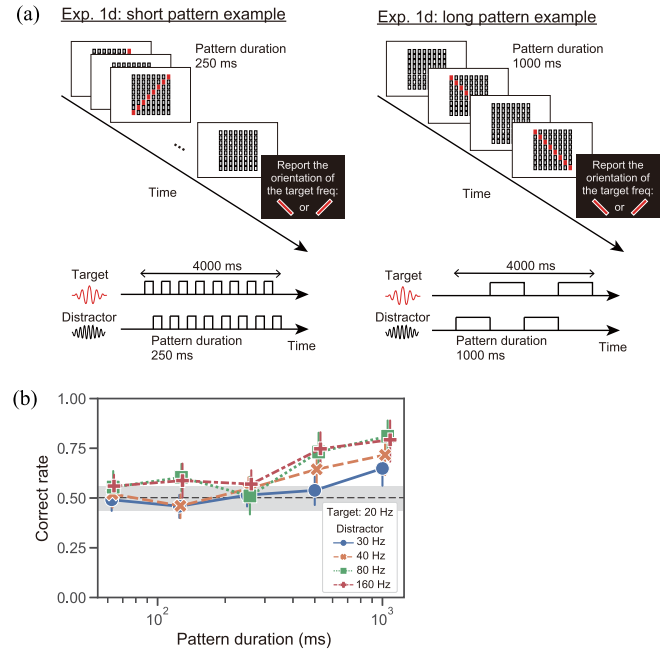 (a)
Exp. 1d: short pattern example
Pattern duration
250 ms
...
Time
Report the
orientation of
the target freq:
or
Target
4000 ms
Distractor
Pattern duration
250 ms
Time
Exp. 1d: long pattern example
Pattern duration
1000 ms
Time
Report the
orientation of
the target freq:
or
Target
4000 ms
Distractor
Pattern duration
1000 ms
Time
(b)
Correct rate
1.00
0.75
0.50
0.25
0.00
Target: 20 Hz
Distractor
30 Hz
40 Hz
80 Hz
160 Hz
10²
10³
Pattern duration (ms)